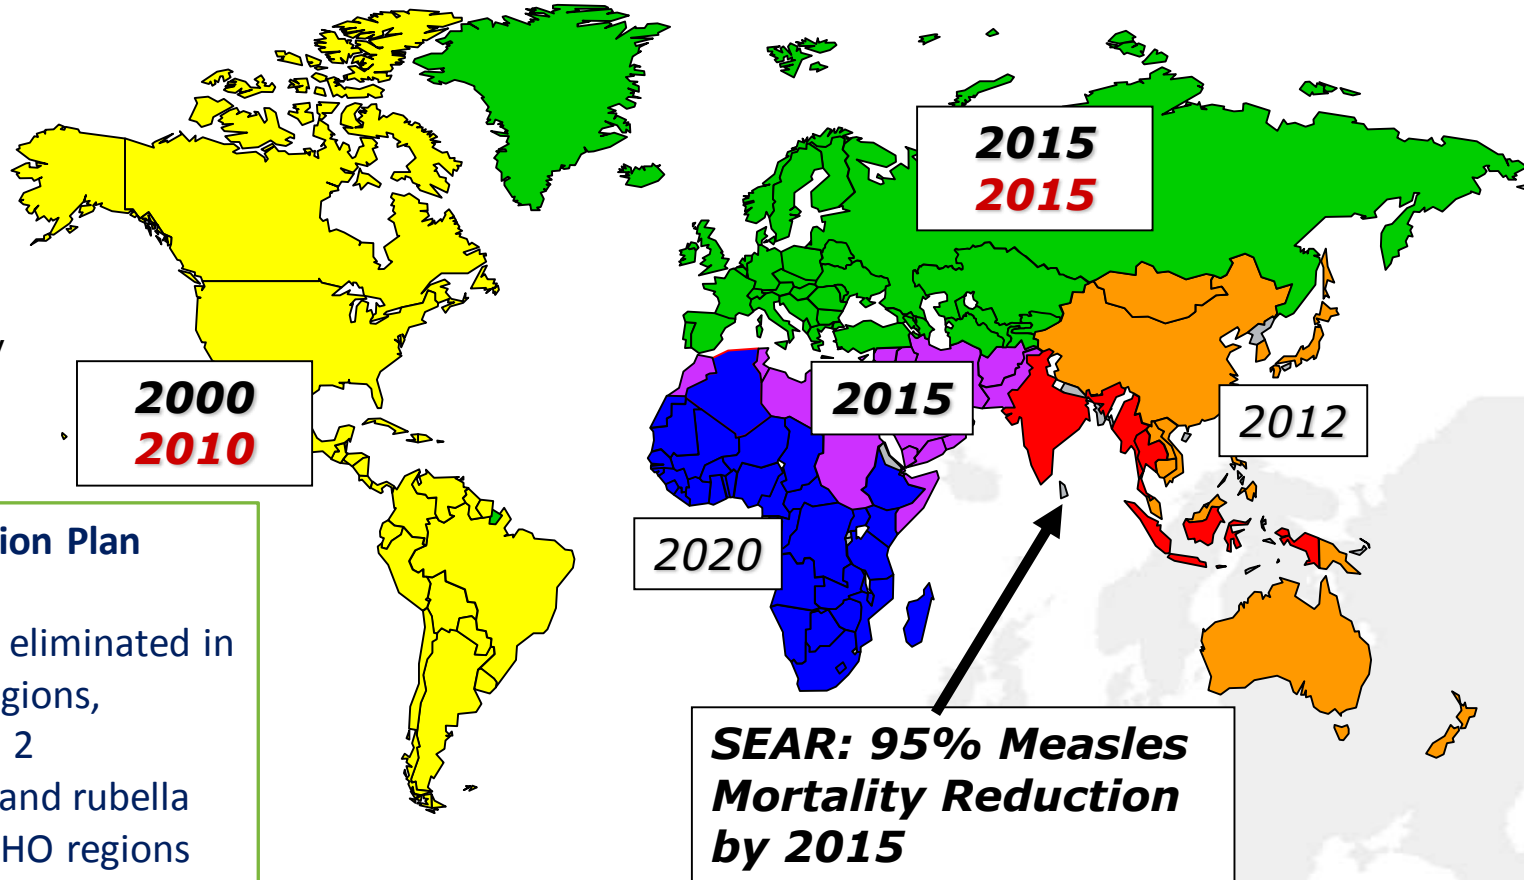 2015
2015
2000
2010
2015
2012
2020
ion Plan
eliminated in
gions,
2
and rubella
HO regions
SEAR: 95% Measles
Mortality Reduction
by 2015